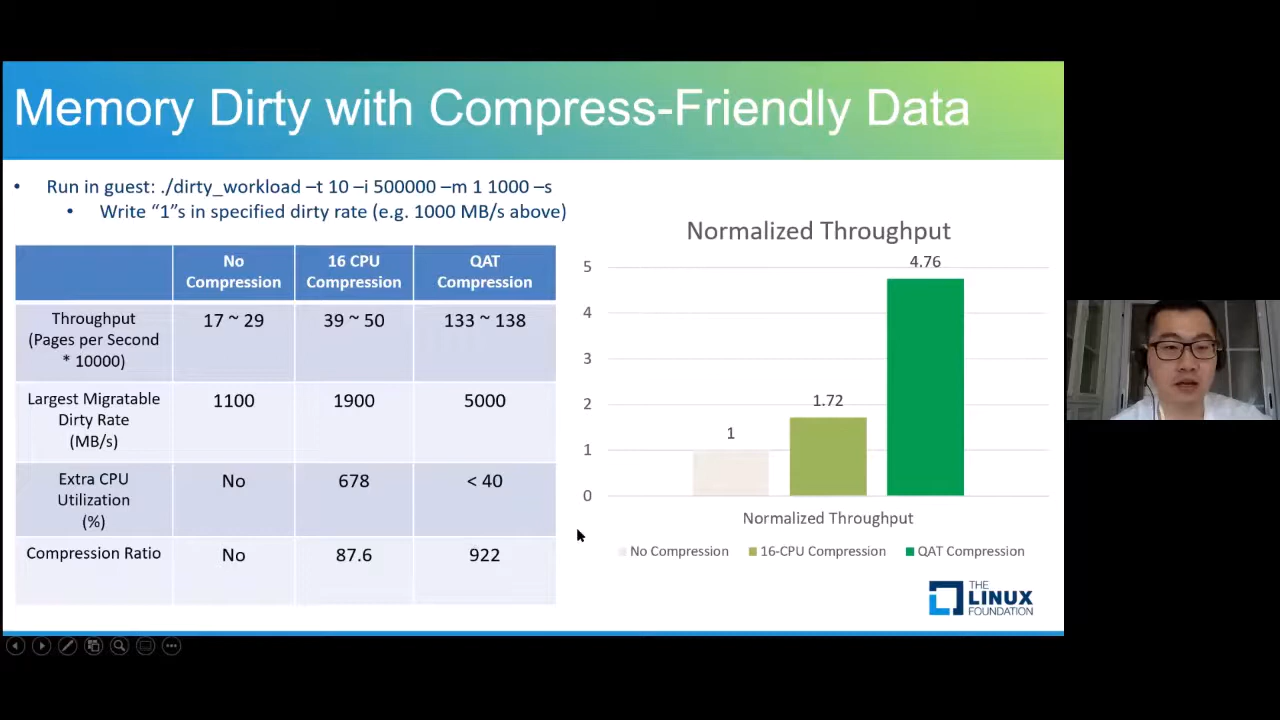 Memory Dirty with Compress-Friendly Data
• Run in guest: ./dirty_workload –t 10 –i 500000 –m 1 1000 –s
• Write “1”s in specified dirty rate (e.g. 1000 MB/s above)
No Compression
16 CPU Compression
QAT Compression
Throughput (Pages per Second * 10000)
17 ~ 29
39 ~ 50
133 ~ 138
Largest Migratable Dirty Rate (MB/s)
1100
1900
5000
Extra CPU Utilization (%)
No
678
< 40
Compression Ratio
No
87.6
922
Normalized Throughput
5
4
3
2
1
0
1
1.72
4.76
Normalized Throughput
No Compression
16-CPU Compression
QAT Compression
THE
LINUX
FOUNDATION